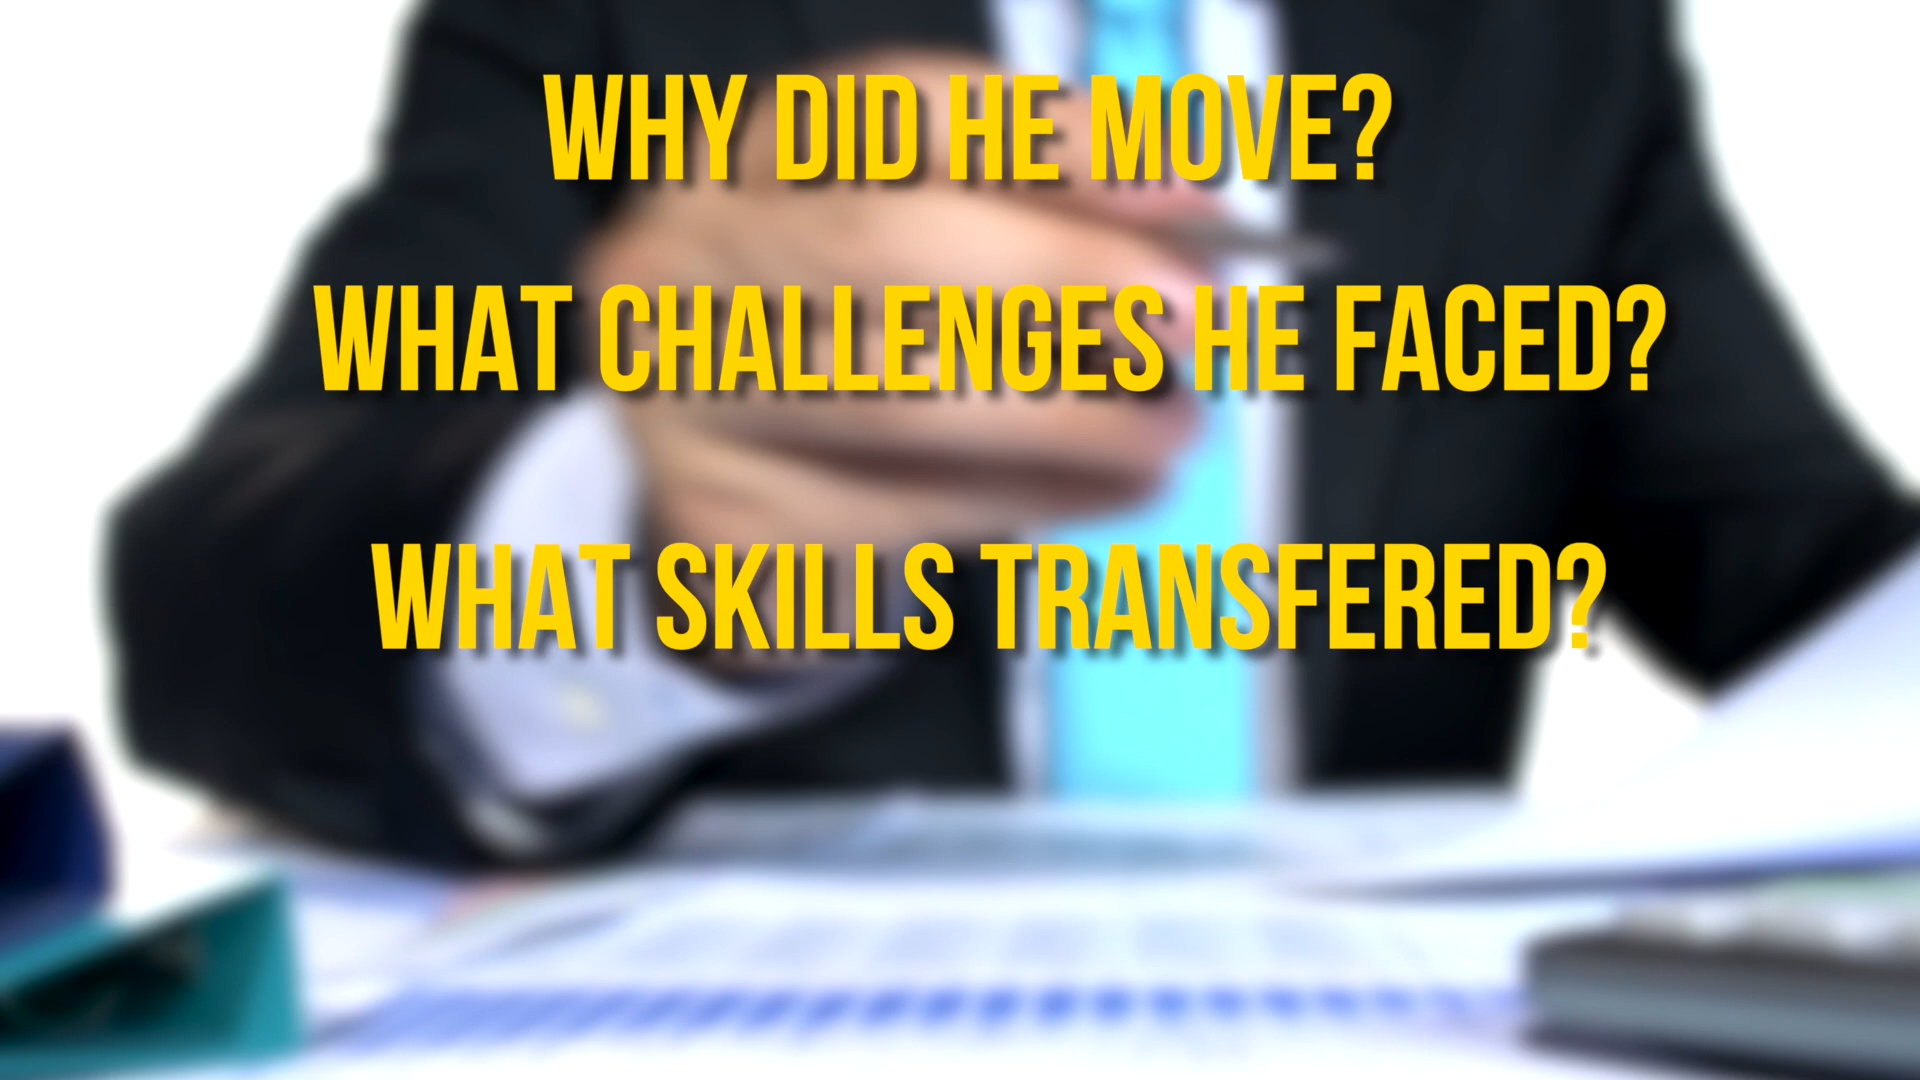 WHY DID HE MOVE?
WHAT CHALLENGES HE FACED?
WHAT SKILLS TRANSFERED?